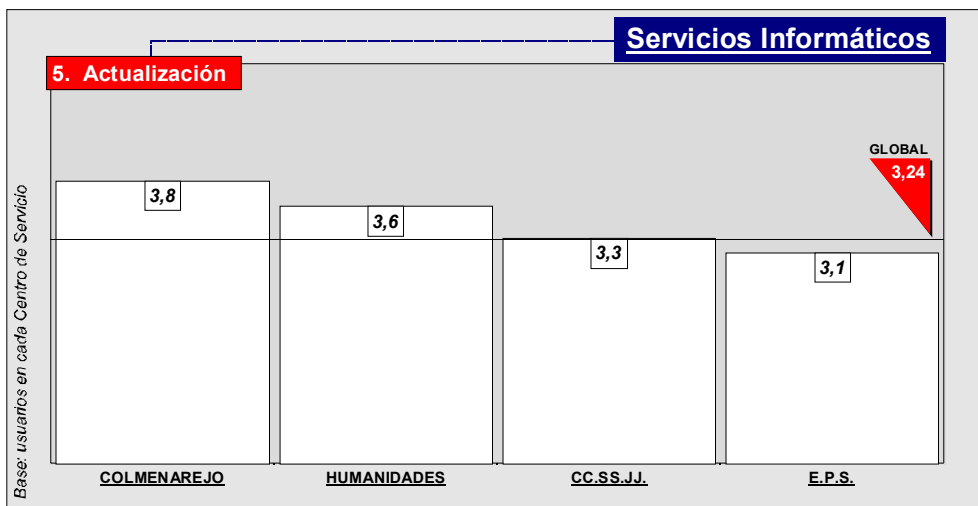 Servicios Informáticos
5. Actualización
GLOBAL
3,24
3,8
3,6
3,3
3,1
Base: usuarios en cada Centro de Servicio
COLMENAREJO
HUMANIDADES
CC.SS.JJ.
E.P.S.